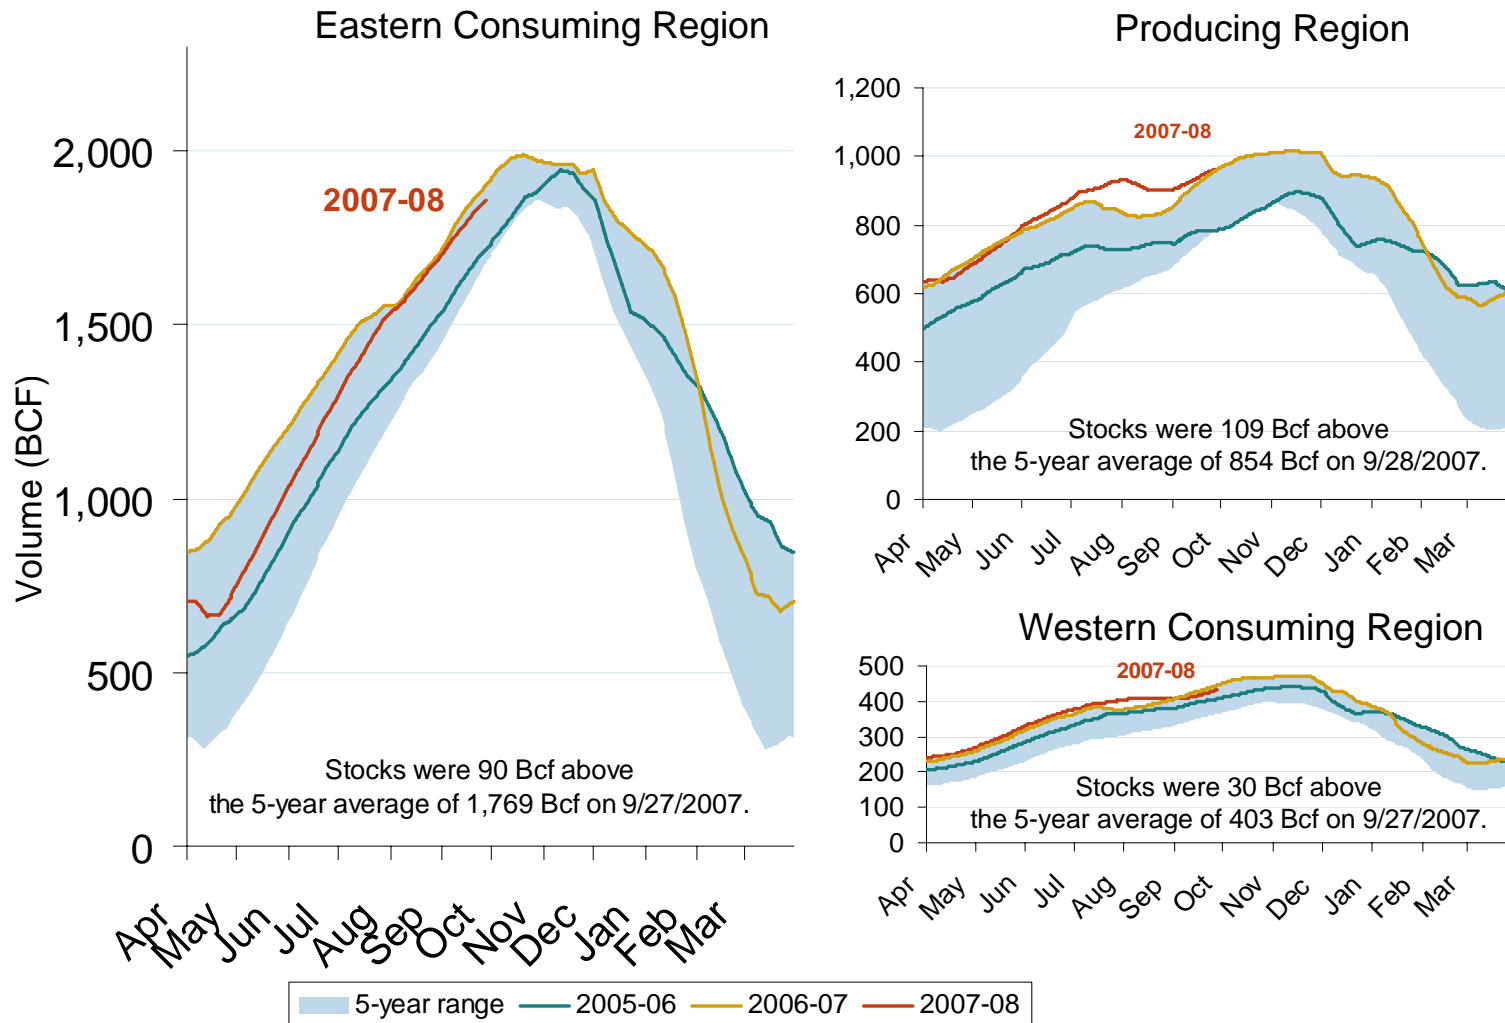 Eastern Consuming Region
Volume (BCF)
2,000
1,500
1,000
500
0
2007-08
Stocks were 90 Bcf above
the 5-year average of 1,769 Bcf on 9/27/2007.
Apr
May
Jun
Jul
Aug
Sep
Oct
Nov
Dec
Jan
Feb
Mar
Producing Region
1,200
1,000
800
600
400
200
0
2007-08
Stocks were 109 Bcf above
the 5-year average of 854 Bcf on 9/28/2007.
Apr
May
Jun
Jul
Aug
Sep
Oct
Nov
Dec
Jan
Feb
Mar
Western Consuming Region
500
400
300
200
100
0
2007-08
Stocks were 30 Bcf above
the 5-year average of 403 Bcf on 9/27/2007.
Apr
May
Jun
Jul
Aug
Sep
Oct
Nov
Dec
Jan
Feb
Mar
5-year range 2005-06 2006-07 2007-08